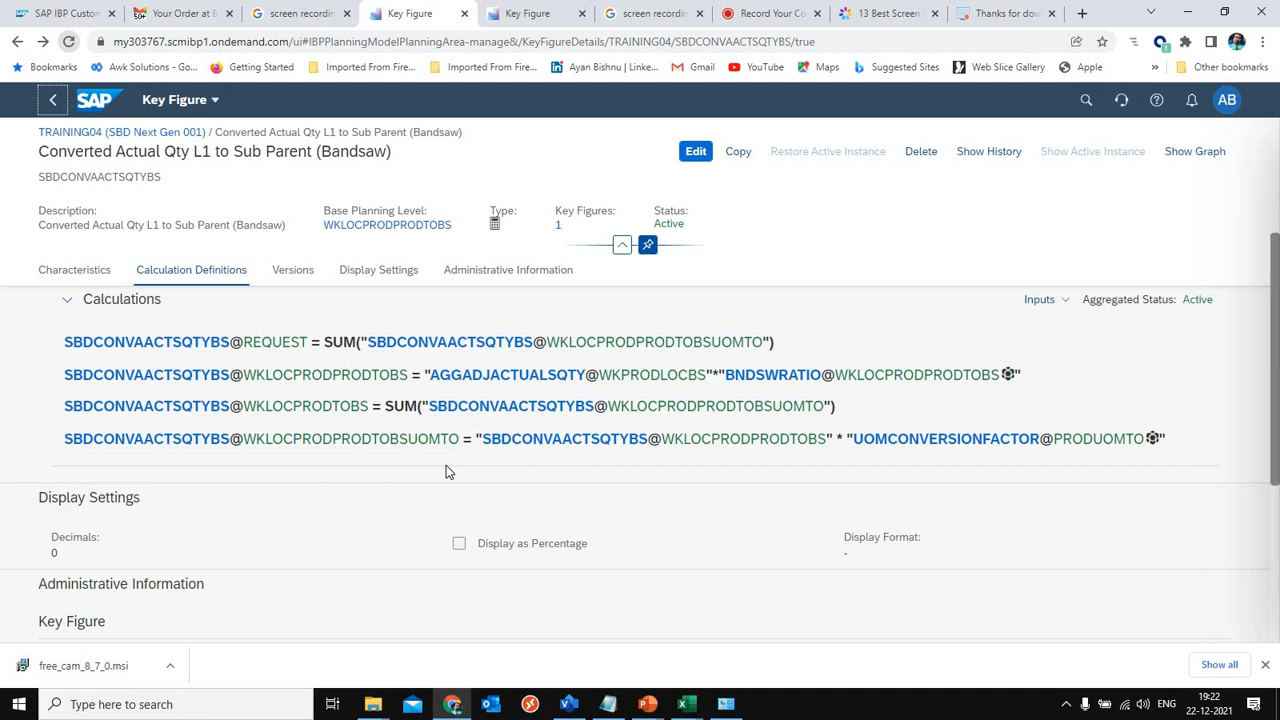 SAP IBP Custom
Your Order at B
screen recording
Key Figure
Key Figure
screen recording
Record Your Co
13 Best Screen
Thanks for dow
my303767.scmibp1.ondemand.com/ui#IBPPlanningModelPlanningArea-manage&/KeyFigureDetails/TRAINING04/SBDCONVAACTSQTYBS/true
Bookmarks
Awk Solutions - Go...
Getting Started
Imported From Fire...
Imported From Fire...
Ayan Bishnu | Linke...
Gmail
YouTube
Maps
Suggested Sites
Web Slice Gallery
Apple
»
Other bookmarks
SAP Key Figure
AB
TRAINING04 (SBD Next Gen 001) / Converted Actual Qty L1 to Sub Parent (Bandsaw)
Converted Actual Qty L1 to Sub Parent (Bandsaw)
Edit Copy Restore Active Instance Delete Show History Show Active Instance Show Graph
SBDCONVAACTSQTYBS
Description: Base Planning Level: Type: Key Figures: Status:
Converted Actual Qty L1 to Sub Parent (Bandsaw) WKLOCPRODPRODTOBS 1 Active
Characteristics Calculation Definitions Versions Display Settings Administrative Information
Calculations Inputs Aggregated Status: Active
SBDCONVAACTSQTYBS@REQUEST = SUM("SBDCONVAACTSQTYBS@WKLOCPRODPRODTOBSUOMTO")
SBDCONVAACTSQTYBS@WKLOCPRODPRODTOBS = "AGGADJACTUALSQTY@WKPRODLOCBS"*"BNDSWRATIO@WKLOCPRODPRODTOBS"
SBDCONVAACTSQTYBS@WKLOCPRODTOBS = SUM("SBDCONVAACTSQTYBS@WKLOCPRODPRODTOBSUOMTO")
SBDCONVAACTSQTYBS@WKLOCPRODPRODTOBSUOMTO = "SBDCONVAACTSQTYBS@WKLOCPRODPRODTOBS" * "UOMCONVERSIONFACTOR@PRODUOMTO"
Display Settings
Decimals: Display as Percentage Display Format:
0 -
Administrative Information
Key Figure
free_cam_8_7_0.msi
Show all
Type here to search
ENG
19:22
22-12-2021